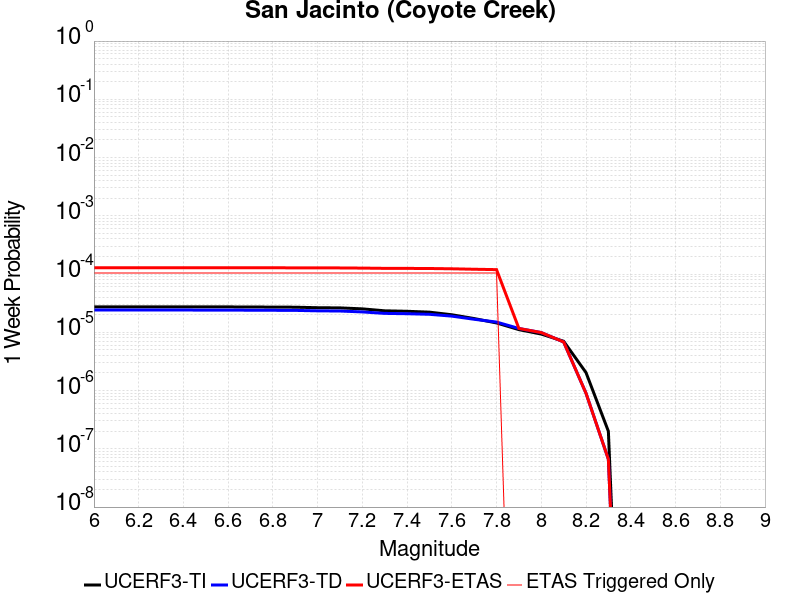 San Jacinto (Coyote Creek)
10^0
10^-1
10^-2
10^-3
10^-4
10^-5
10^-6
10^-7
10^-8
1 Week Probability
6 6.2 6.4 6.6 6.8 7 7.2 7.4 7.6 7.8 8 8.2 8.4 8.6 8.8 9
Magnitude
UCERF3-TI UCERF3-TD UCERF3-ETAS ETAS Triggered Only